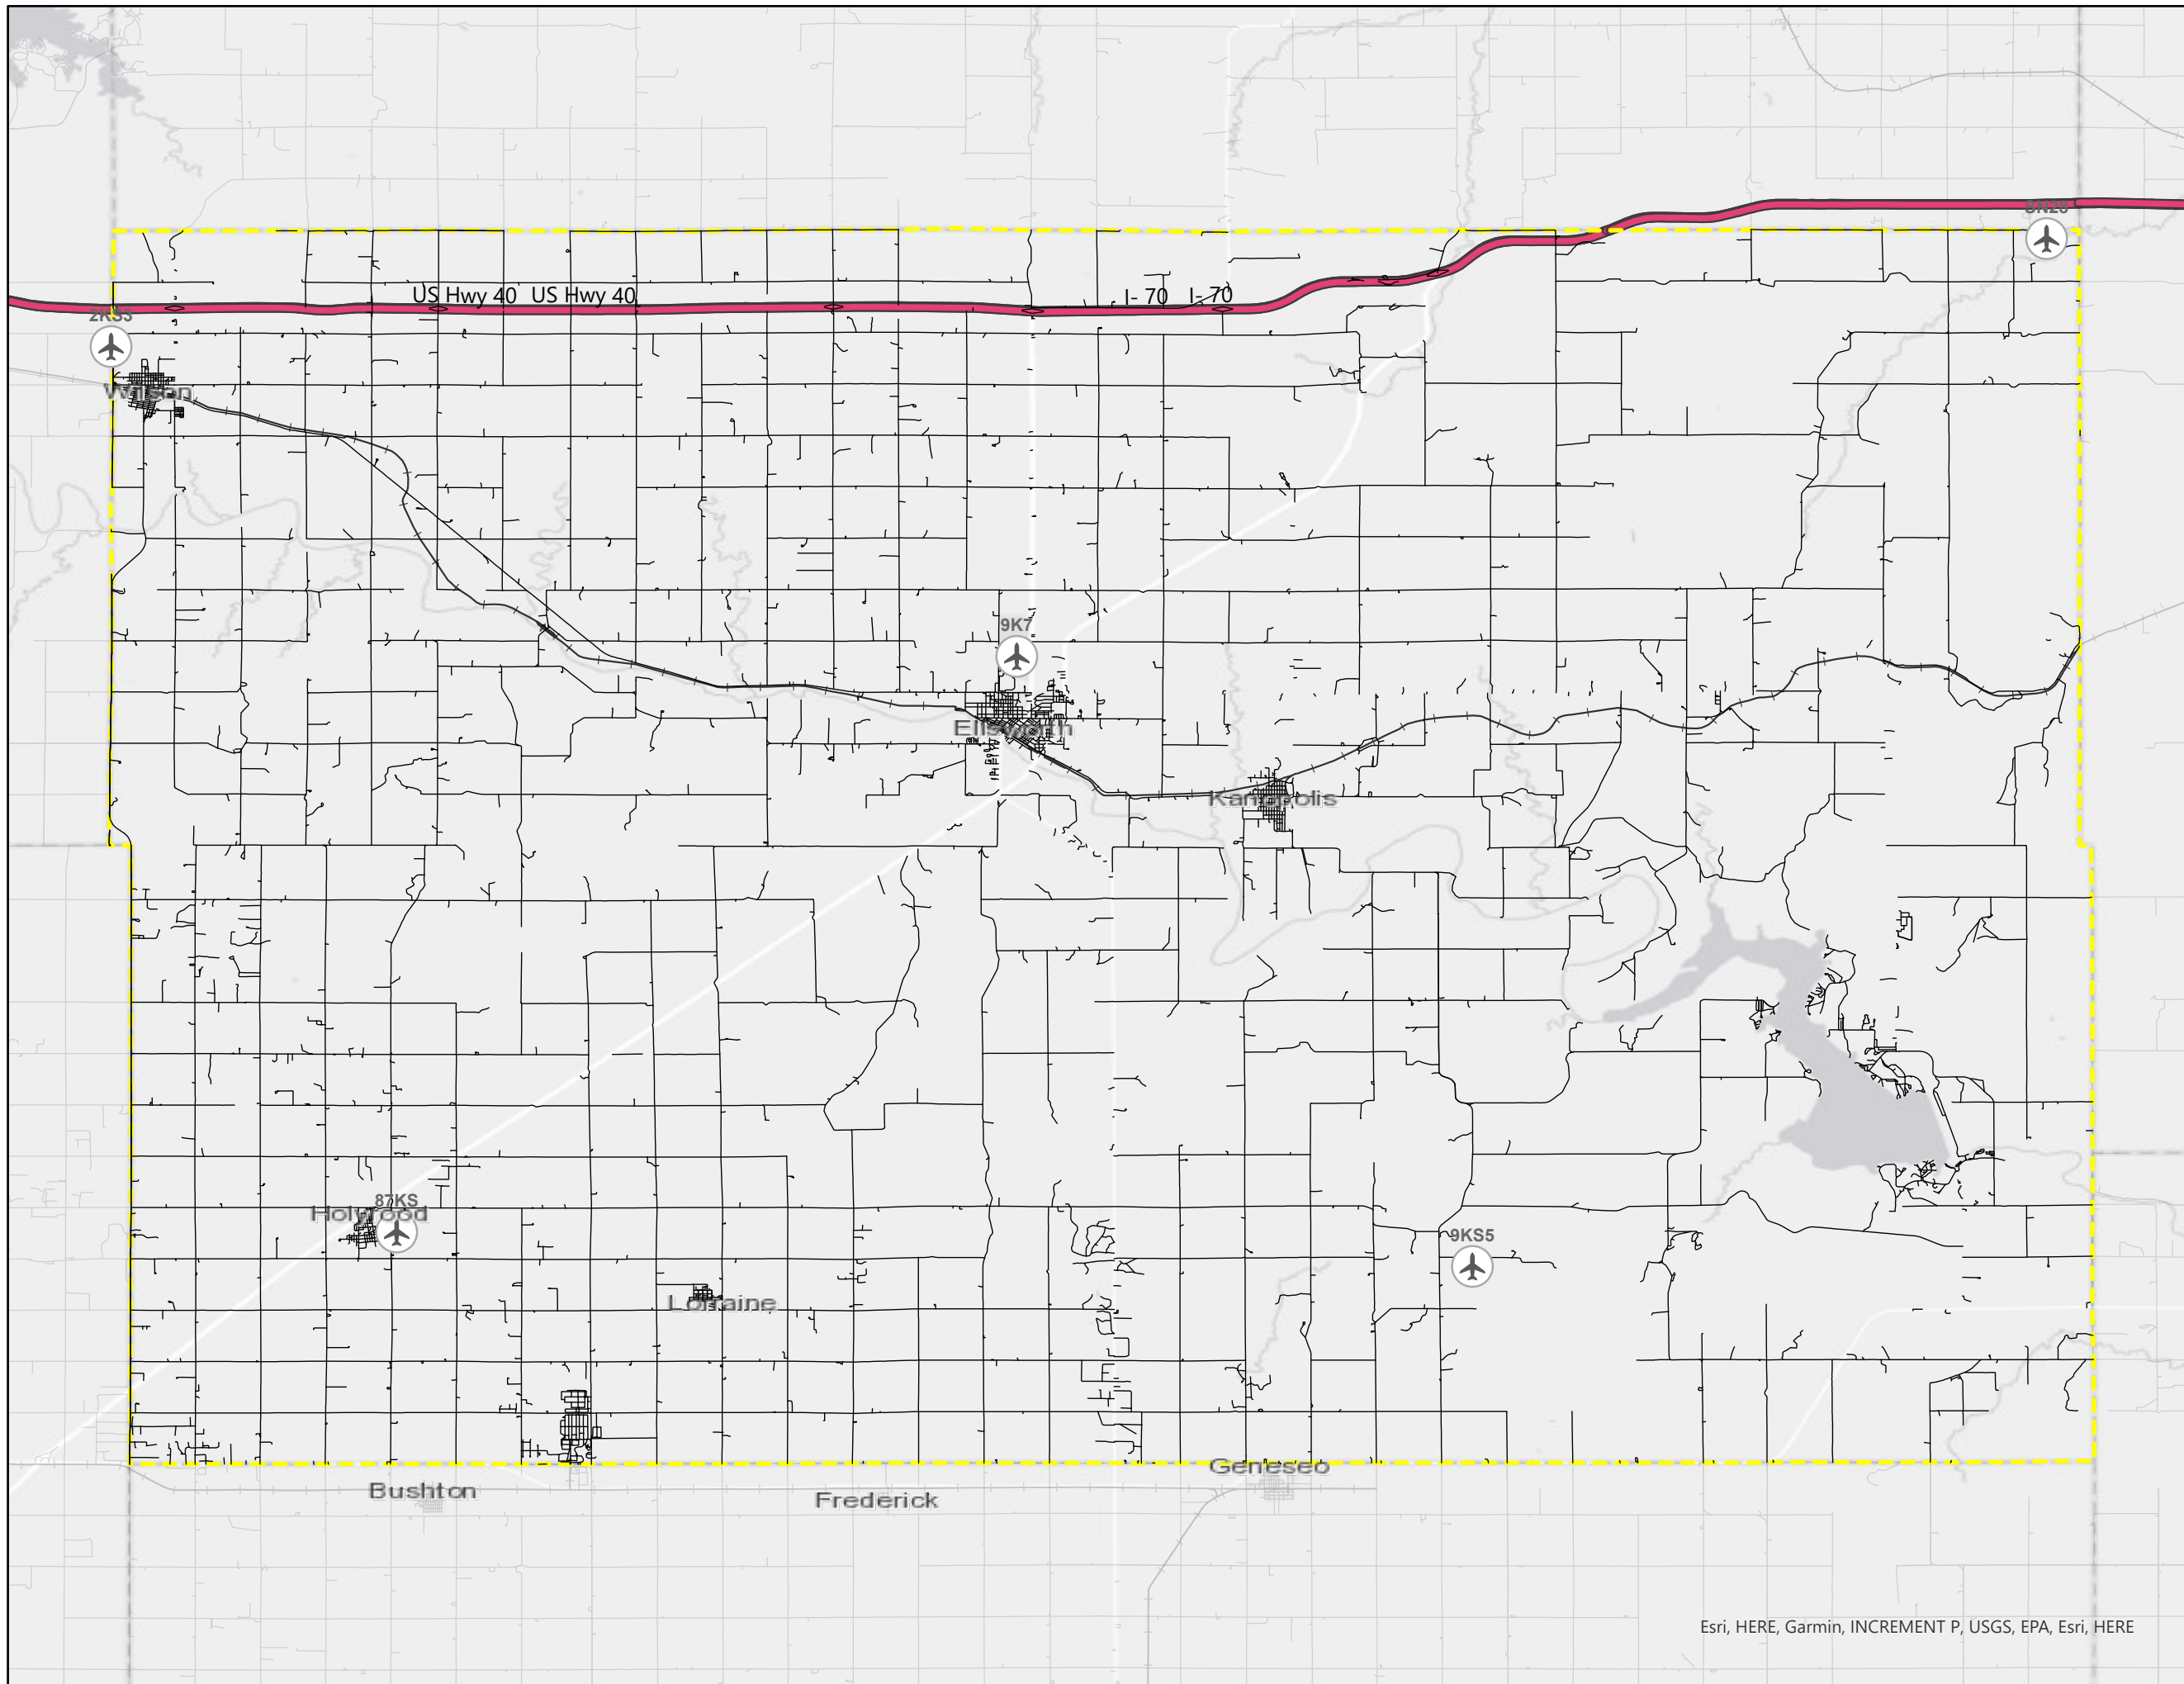 SN28
US Hwy 40 US Hwy 40
I- 70 I- 70
2KS3
Wilson
9K7
Ellsworth
Kanopolis
87KS
Holyrood
9KS5
Lorraine
Geneseo
Bushton
Frederick
Esri, HERE, Garmin, INCREMENT P, USGS, EPA, Esri, HERE